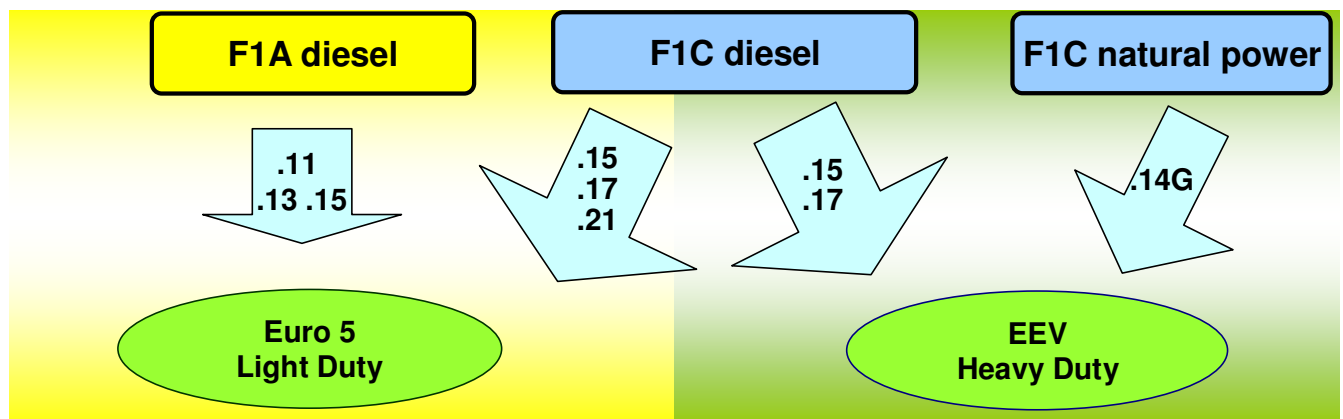 F1A diesel
F1C diesel
F1C natural power
.11
.13 .15
.15
.17
.21
.15
.17
.14G
Euro 5
Light Duty
EEV
Heavy Duty